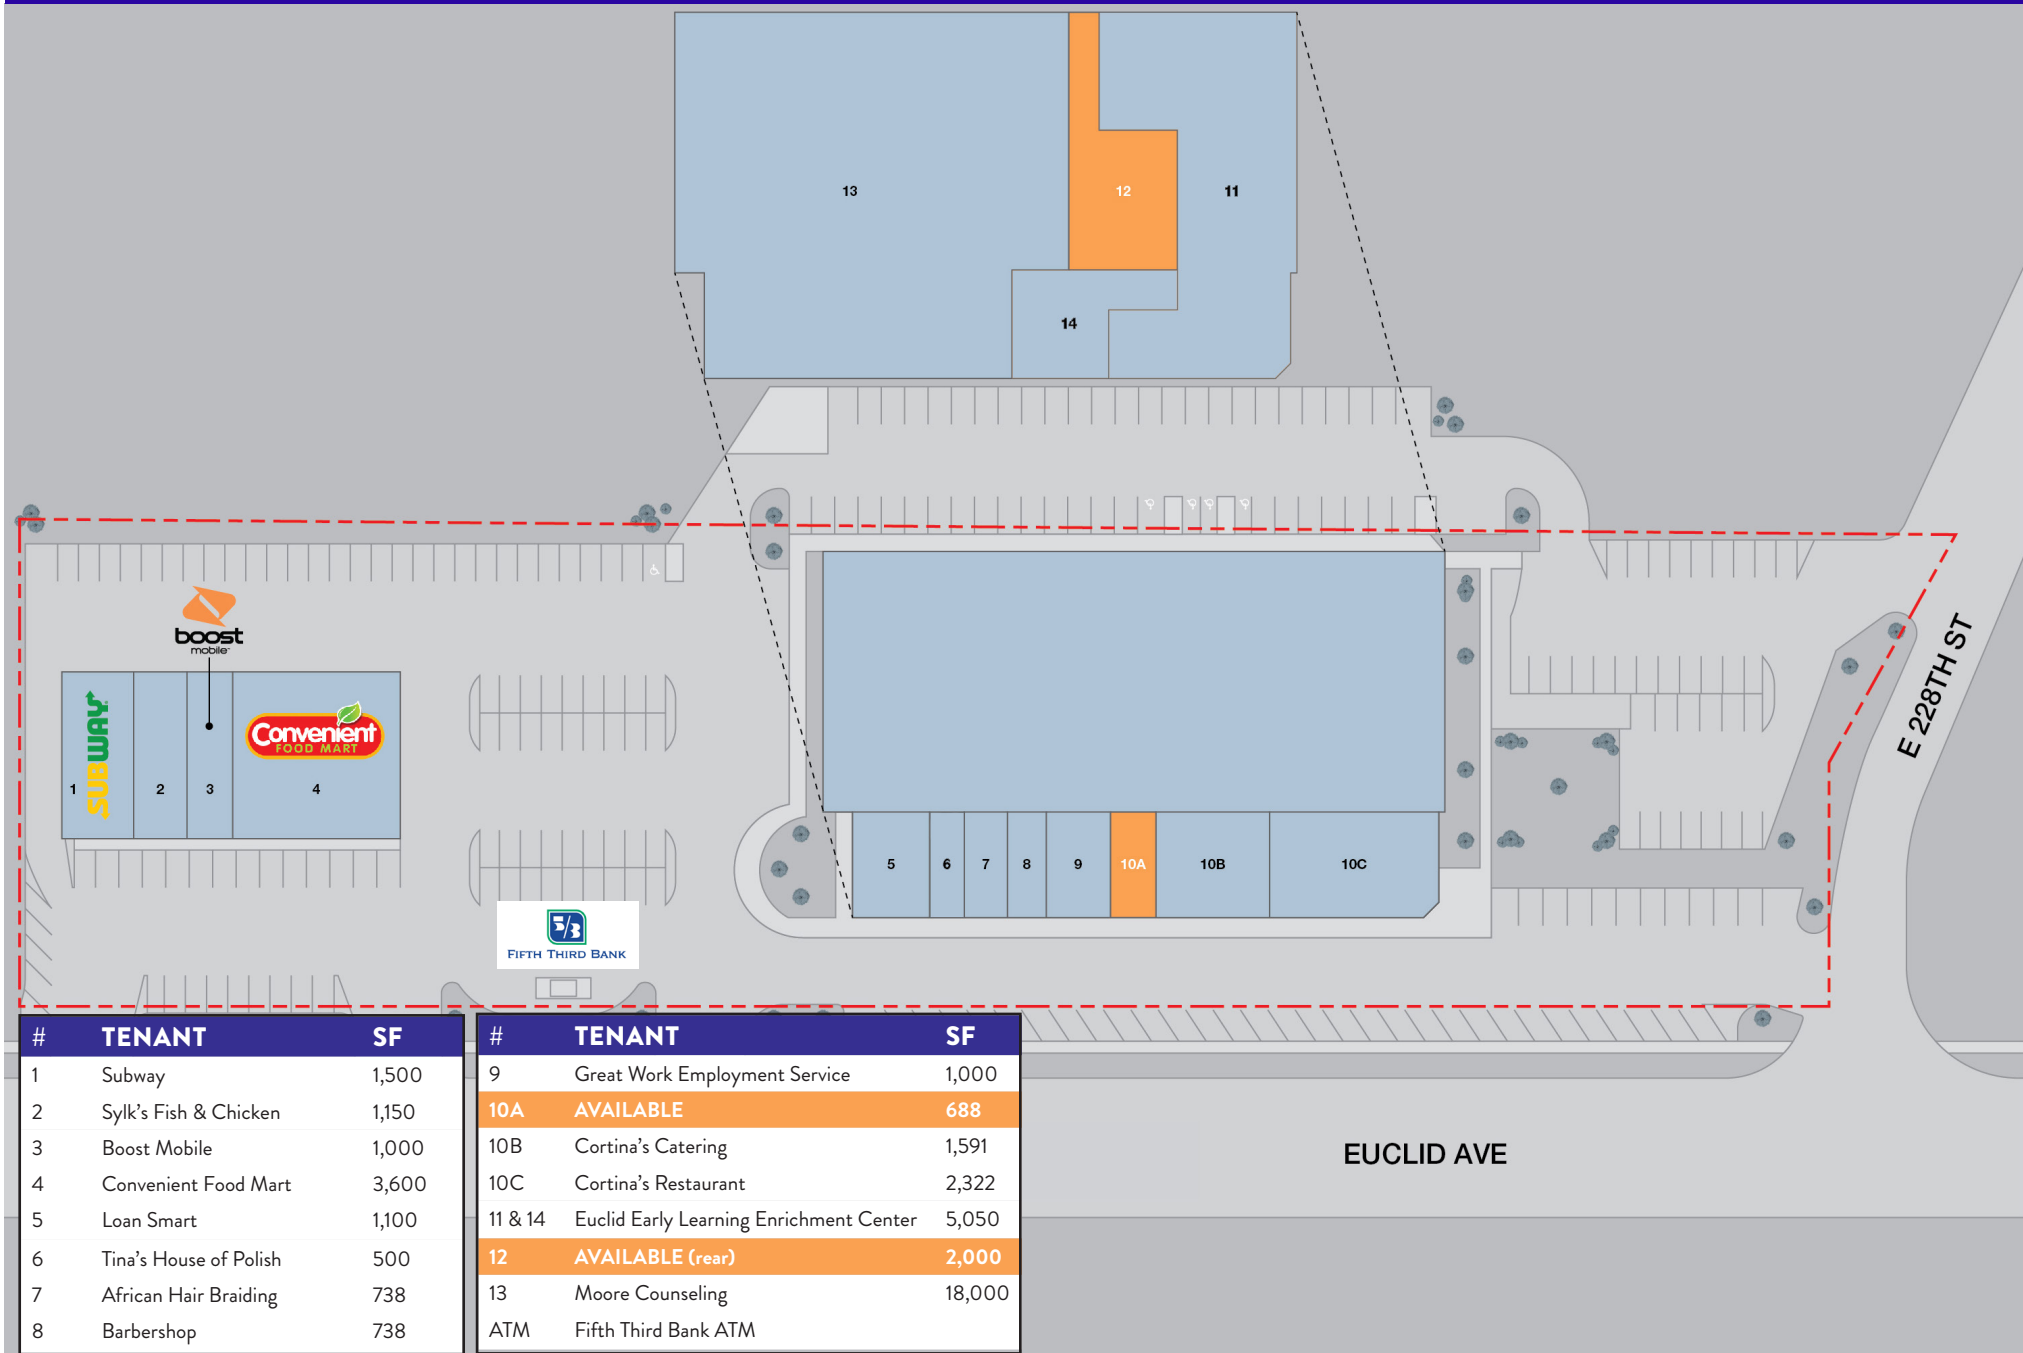 13
12
11
14
boost
mobile
SUBWAY
Convenient
FOOD MART
1
2
3
4
5
6
7
8
9
10A
10B
10C
E 228TH ST
5/3
FIFTH THIRD BANK
EUCLID AVE
# TENANT SF
1 Subway 1,500
2 Sylk's Fish & Chicken 1,150
3 Boost Mobile 1,000
4 Convenient Food Mart 3,600
5 Loan Smart 1,100
6 Tina's House of Polish 500
7 African Hair Braiding 738
8 Barbershop 738
# TENANT SF
9 Great Work Employment Service 1,000
10A AVAILABLE 688
10B Cortina's Catering 1,591
10C Cortina's Restaurant 2,322
11 & 14 Euclid Early Learning Enrichment Center 5,050
12 AVAILABLE (rear) 2,000
13 Moore Counseling 18,000
ATM Fifth Third Bank ATM